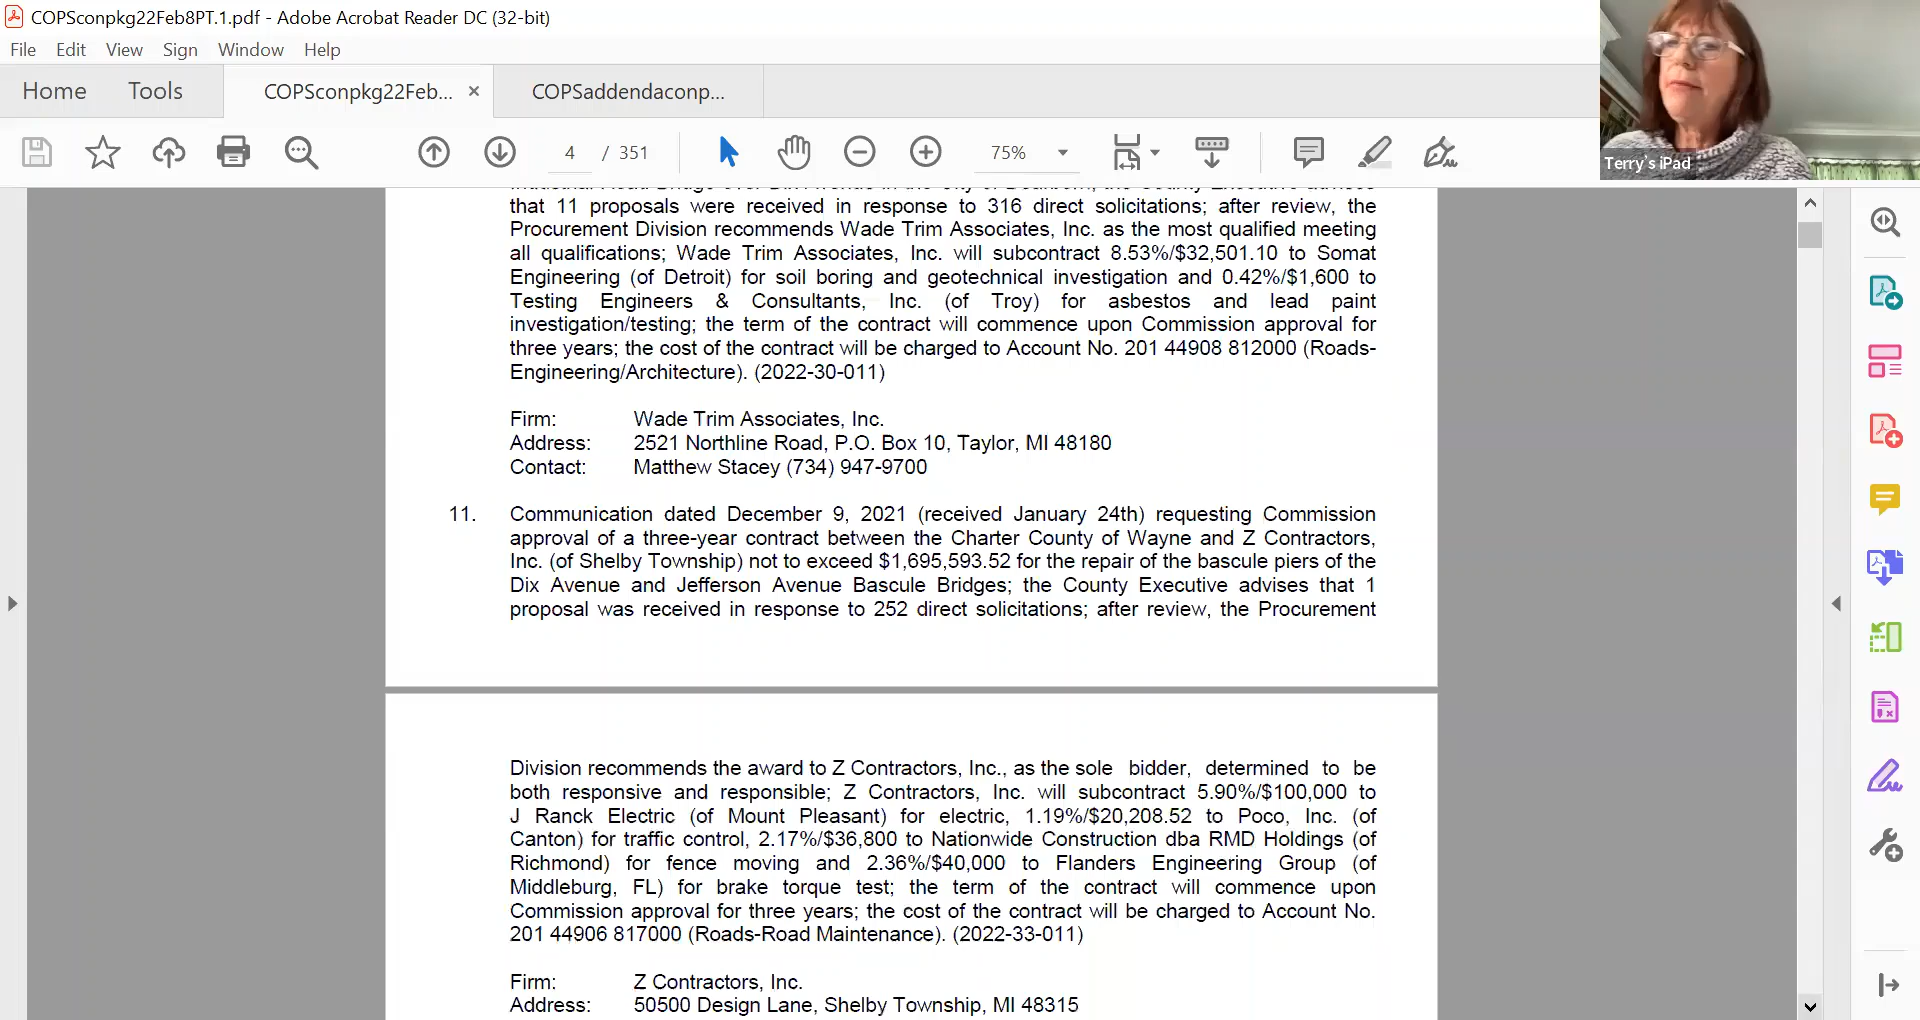 COPSconpkg22Feb8PT.1.pdf - Adobe Acrobat Reader DC (32-bit)
File Edit View Sign Window Help
Home Tools COPSconpkg22Feb... × COPSaddendaconp...
4 / 351 75%
Terry's iPad
that 11 proposals were received in response to 316 direct solicitations; after review, the
Procurement Division recommends Wade Trim Associates, Inc. as the most qualified meeting
all qualifications; Wade Trim Associates, Inc. will subcontract 8.53%/$32,501.10 to Somat
Engineering (of Detroit) for soil boring and geotechnical investigation and 0.42%/$1,600 to
Testing Engineers & Consultants, Inc. (of Troy) for asbestos and lead paint
investigation/testing; the term of the contract will commence upon Commission approval for
three years; the cost of the contract will be charged to Account No. 201 44908 812000 (Roads-
Engineering/Architecture). (2022-30-011)
Firm: Wade Trim Associates, Inc.
Address: 2521 Northline Road, P.O. Box 10, Taylor, MI 48180
Contact: Matthew Stacey (734) 947-9700
11. Communication dated December 9, 2021 (received January 24th) requesting Commission
approval of a three-year contract between the Charter County of Wayne and Z Contractors,
Inc. (of Shelby Township) not to exceed $1,695,593.52 for the repair of the bascule piers of the
Dix Avenue and Jefferson Avenue Bascule Bridges; the County Executive advises that 1
proposal was received in response to 252 direct solicitations; after review, the Procurement
Division recommends the award to Z Contractors, Inc., as the sole bidder, determined to be
both responsive and responsible; Z Contractors, Inc. will subcontract 5.90%/$100,000 to
J Ranck Electric (of Mount Pleasant) for electric, 1.19%/$20,208.52 to Poco, Inc. (of
Canton) for traffic control, 2.17%/$36,800 to Nationwide Construction dba RMD Holdings (of
Richmond) for fence moving and 2.36%/$40,000 to Flanders Engineering Group (of
Middleburg, FL) for brake torque test; the term of the contract will commence upon
Commission approval for three years; the cost of the contract will be charged to Account No.
201 44906 817000 (Roads-Road Maintenance). (2022-33-011)
Firm: Z Contractors, Inc.
Address: 50500 Design Lane, Shelby Township, MI 48315